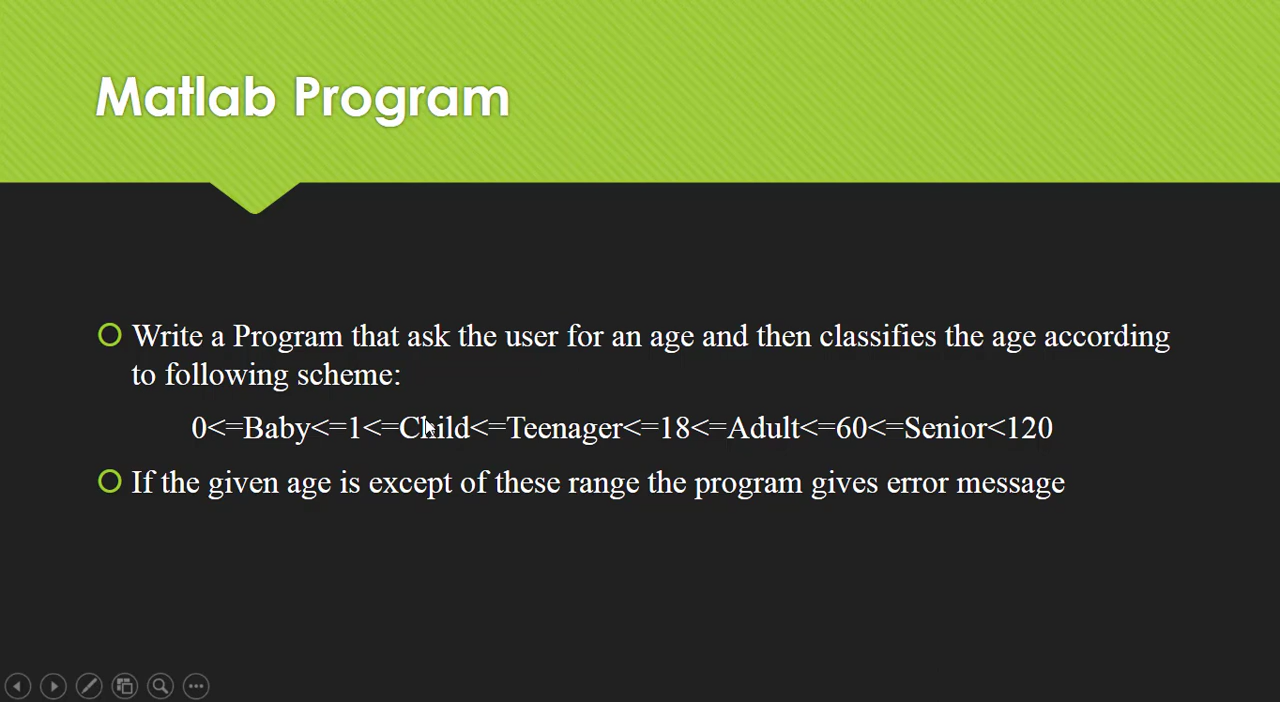 Matlab Program
Write a Program that ask the user for an age and then classifies the age according
to following scheme:
0<=Baby<=1<=Child<=Teenager<=18<=Adult<=60<=Senior<120
If the given age is except of these range the program gives error message